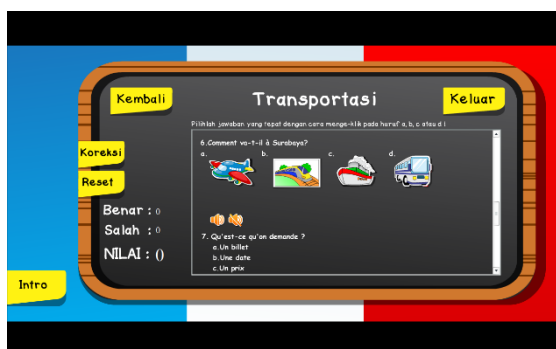 Kembali
Transportasi
Keluar
Pilihlah jawaban yang tepat dengan cara menge-klik pada huruf a, b, c atau d !
6.Comment va-t-il à Surabaya?
a. b. c. d.
Koreksi
Reset
Benar : 0
Salah : 0
NILAI : ()
7. Qu'est-ce qu'on demande ?
a.Un billet
b.Une date
c.Un prix
Intro